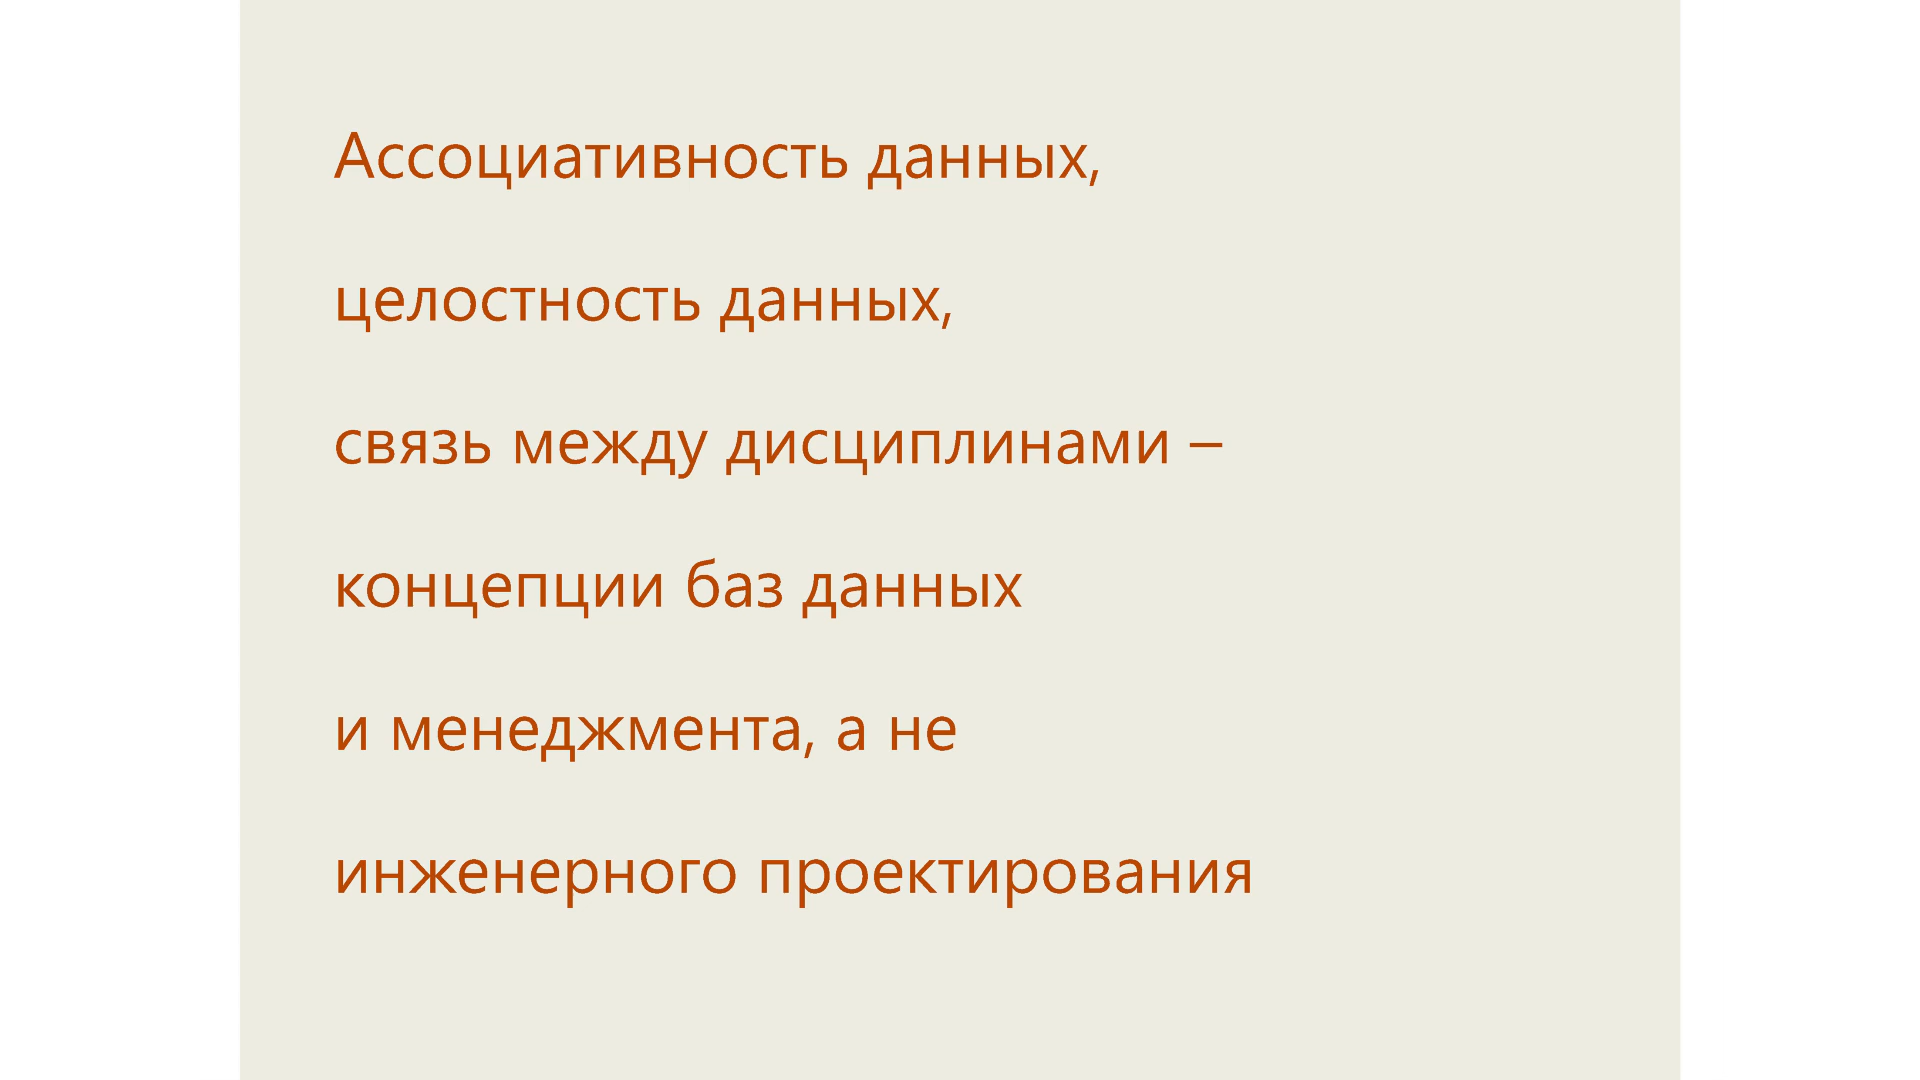 Ассоциативность данных,
целостность данных,
связь между дисциплинами –
концепции баз данных
и менеджмента, а не
инженерного проектирования